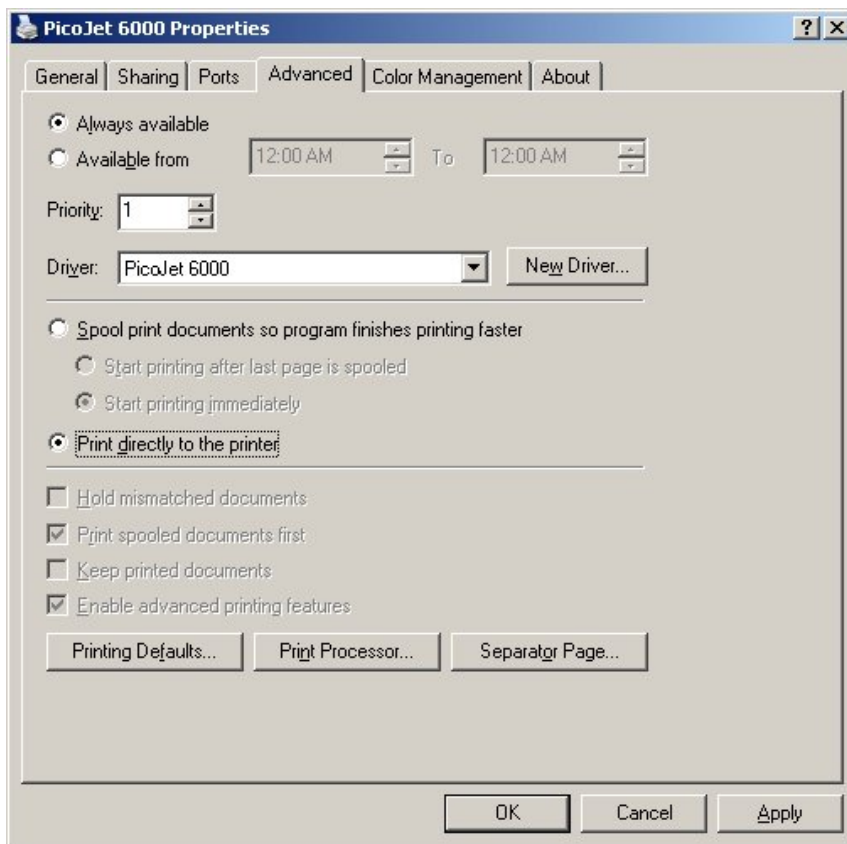 PicoJet 6000 Properties
General Sharing Ports Advanced Color Management About
Always available
Available from 12:00 AM To 12:00 AM
Priority: 1
Driver: PicoJet 6000 New Driver...
Spool print documents so program finishes printing faster
Start printing after last page is spooled
Start printing immediately
Print directly to the printer
Hold mismatched documents
Print spooled documents first
Keep printed documents
Enable advanced printing features
Printing Defaults... Print Processor... Separator Page...
OK Cancel Apply